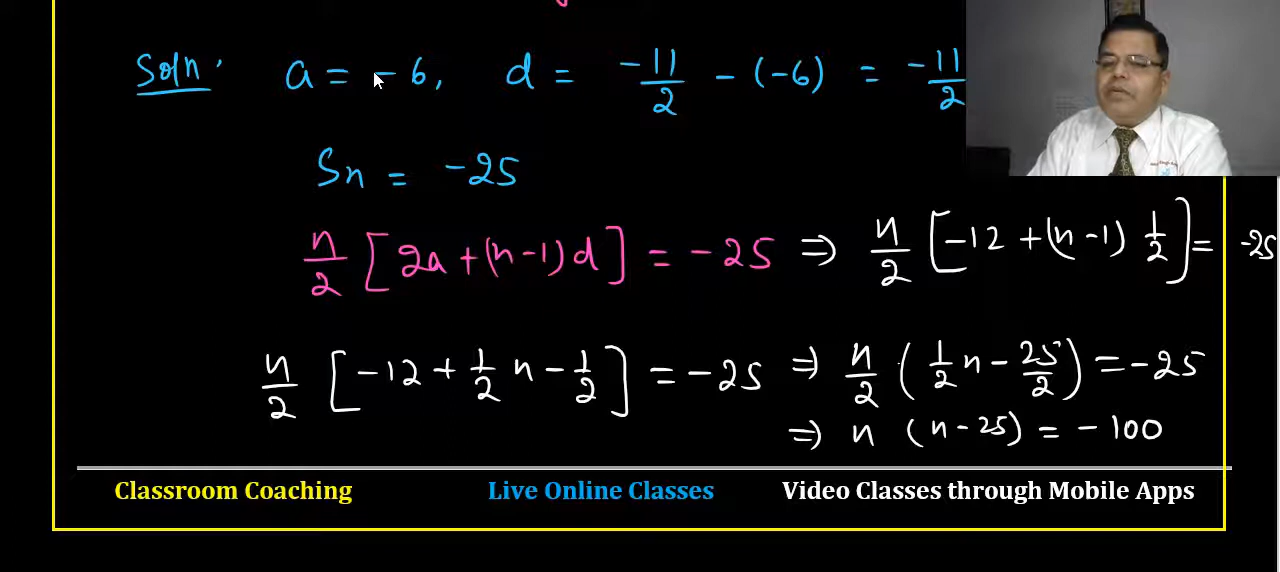 Soln. a = -6, d = -11/2 - (-6) = -11/2
Sn = -25
n/2 [2a + (n-1) d] = -25 ⇒ n/2 [-12 + (n-1) 1/2] = -25
n/2 [-12 + 1/2 n - 1/2] = -25 ⇒ n/2 (1/2 n - 25/2) = -25
⇒ n (n - 25) = -100
Classroom Coaching Live Online Classes Video Classes through Mobile Apps